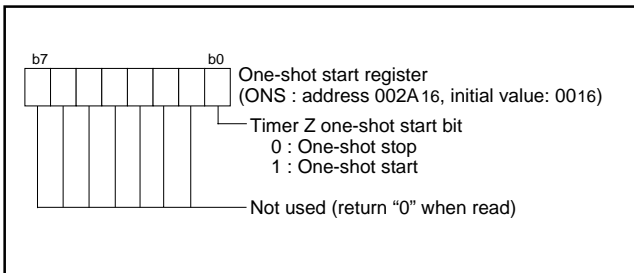 b7 b0
One-shot start register
(ONS : address 002A16, initial value: 0016)
Timer Z one-shot start bit
0 : One-shot stop
1 : One-shot start
Not used (return “0” when read)